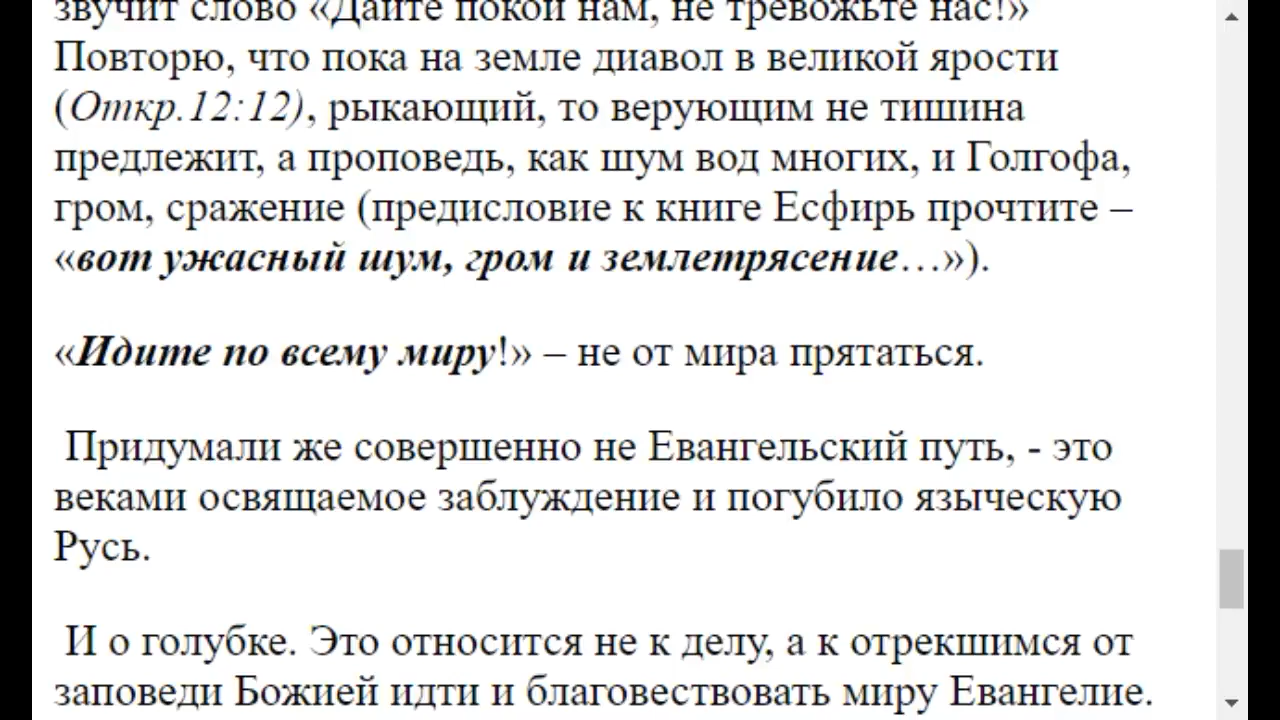 звучит слово «Дайте покой нам, не тревожьте нас!»
Повторю, что пока на земле диавол в великой ярости
(Откр.12:12), рыкающий, то верующим не тишина
предлежит, а проповедь, как шум вод многих, и Голгофа,
гром, сражение (предисловие к книге Есфирь прочтите –
«вот ужасный шум, гром и землетрясение…»).
«Идите по всему миру!» – не от мира прятаться.
Придумали же совершенно не Евангельский путь, - это
веками освящаемое заблуждение и погубило языческую
Русь.
И о голубке. Это относится не к делу, а к отрекшимся от
заповеди Божией идти и благовествовать миру Евангелие.